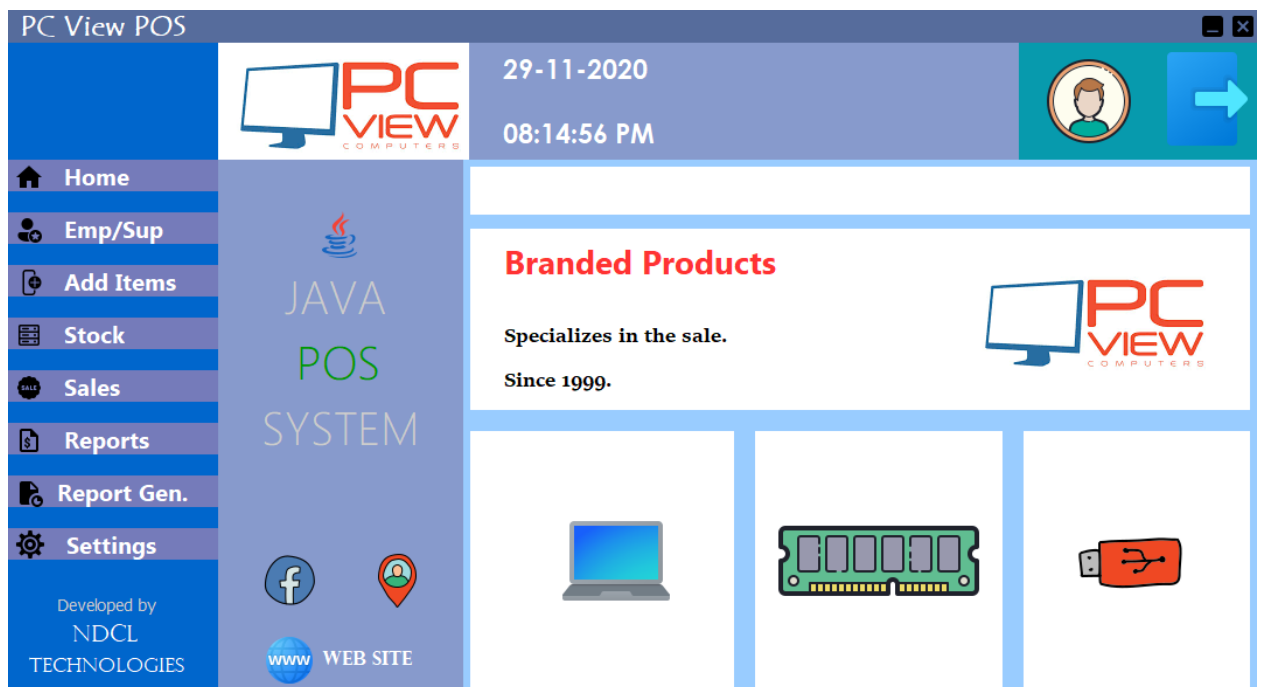 PC View POS
PC
VIEW
COMPUTERS
29-11-2020
08:14:56 PM
Home
Emp/Sup
Add Items
Stock
SALE
Sales
Reports
Report Gen.
Settings
Developed by
NDCL
TECHNOLOGIES
JAVA
POS
SYSTEM
www
WEB SITE
Branded Products
Specializes in the sale.
Since 1999.
PC
VIEW
COMPUTERS